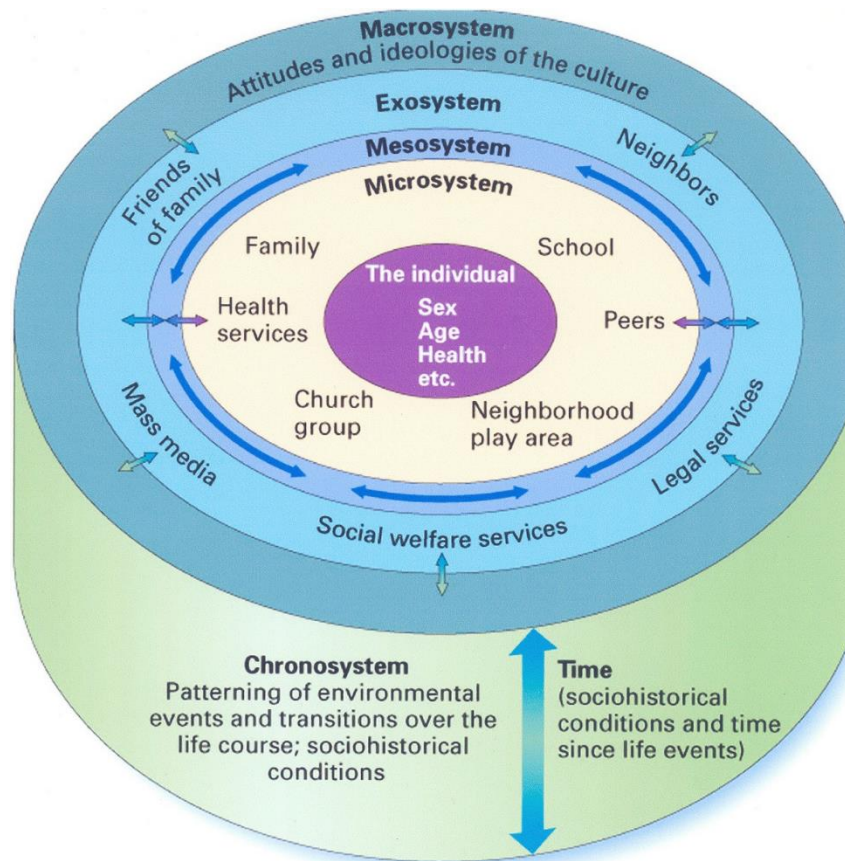 Macrosystem
Attitudes and ideologies of the culture
Exosystem
Mesosystem
Microsystem
Friends
of family
Neighbors
Family
School
The individual
Sex
Age
Health
etc.
Health
services
Peers
Church
group
Neighborhood
play area
Mass media
Social welfare services
Legal services
Chronosystem
Patterning of environmental
events and transitions over the
life course; sociohistorical
conditions
Time
(sociohistorical
conditions and time
since life events)